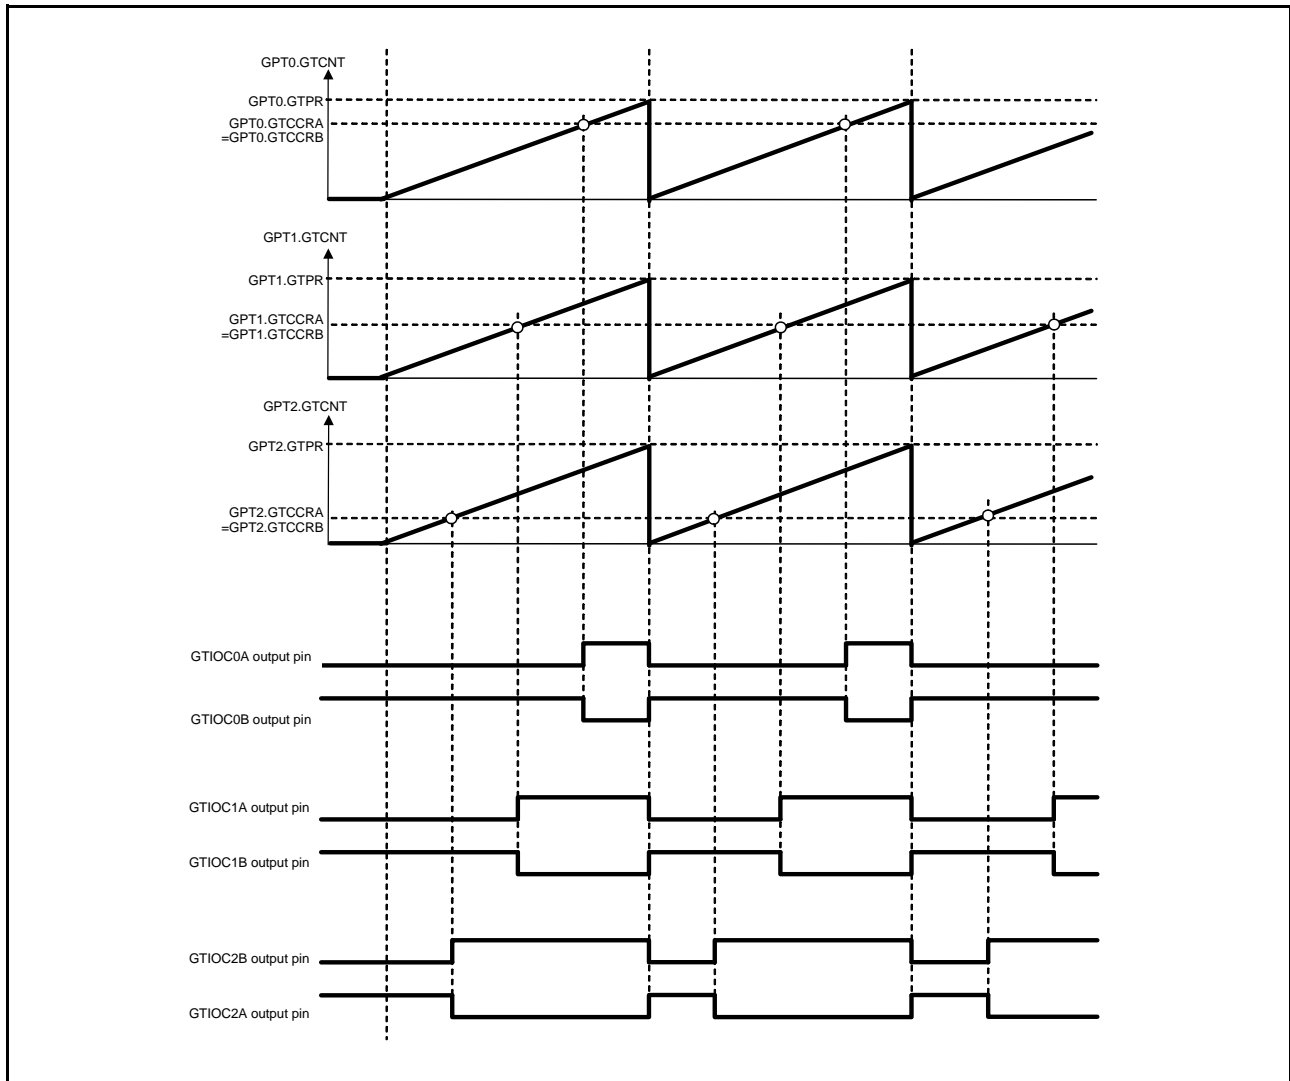 GPT0.GTCNT
GPT0.GTPR
GPT0.GTCCRA
=GPT0.GTCCRB
GPT1.GTCNT
GPT1.GTPR
GPT1.GTCCRA
=GPT1.GTCCRB
GPT2.GTCNT
GPT2.GTPR
GPT2.GTCCRA
=GPT2.GTCCRB
GTIOC0A output pin
GTIOC0B output pin
GTIOC1A output pin
GTIOC1B output pin
GTIOC2B output pin
GTIOC2A output pin